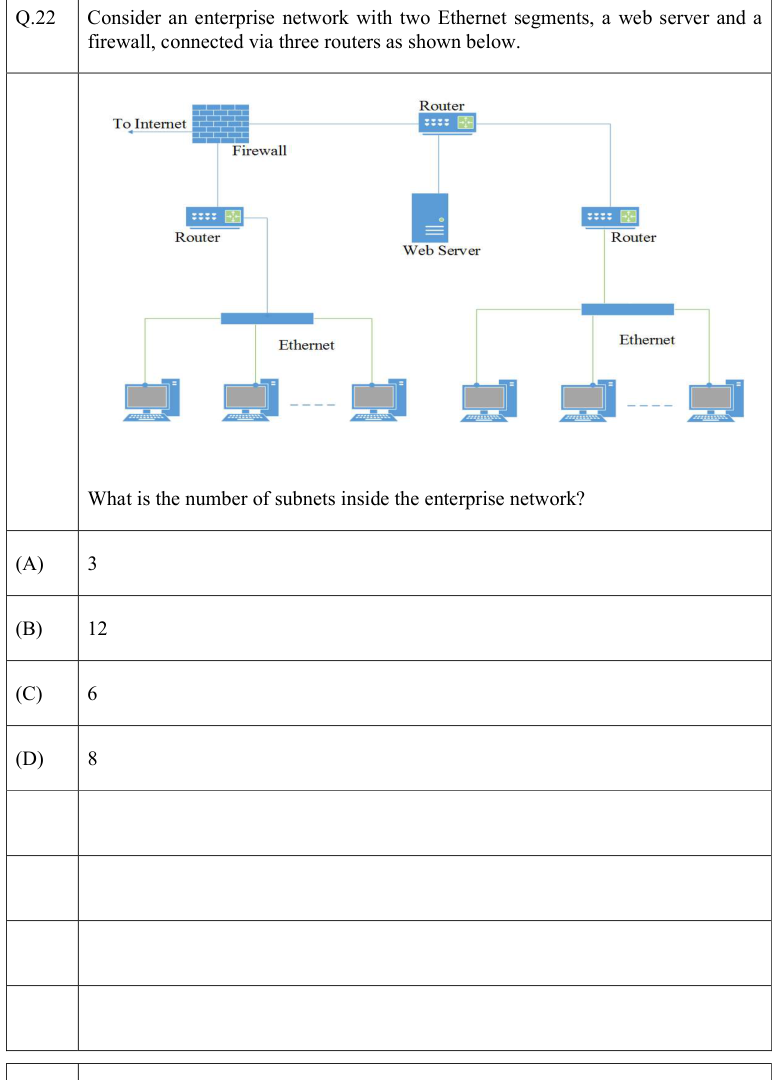 Q.22
Consider an enterprise network with two Ethernet segments, a web server and a
firewall, connected via three routers as shown below.
Router
To Internet
Firewall
Router
Web Server
Router
Ethernet
Ethernet
What is the number of subnets inside the enterprise network?
(A) 3
(B) 12
(C) 6
(D) 8